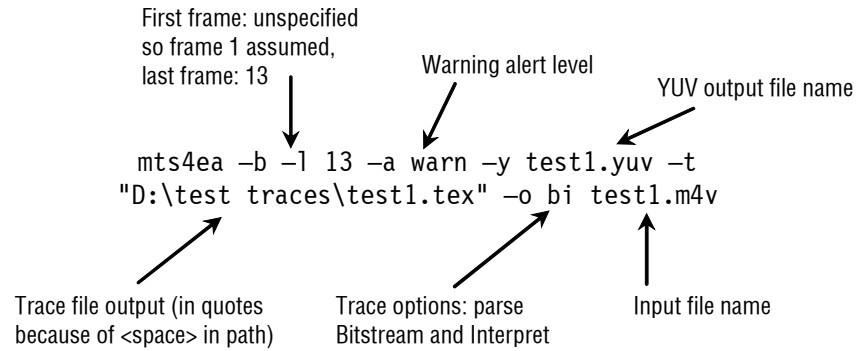 First frame: unspecified
so frame 1 assumed,
last frame: 13
Warning alert level
YUV output file name
mts4ea –b –l 13 –a warn –y test1.yuv –t
"D:\test traces\test1.tex" –o bi test1.m4v
Trace file output (in quotes
because of <space> in path)
Trace options: parse
Bitstream and Interpret
Input file name